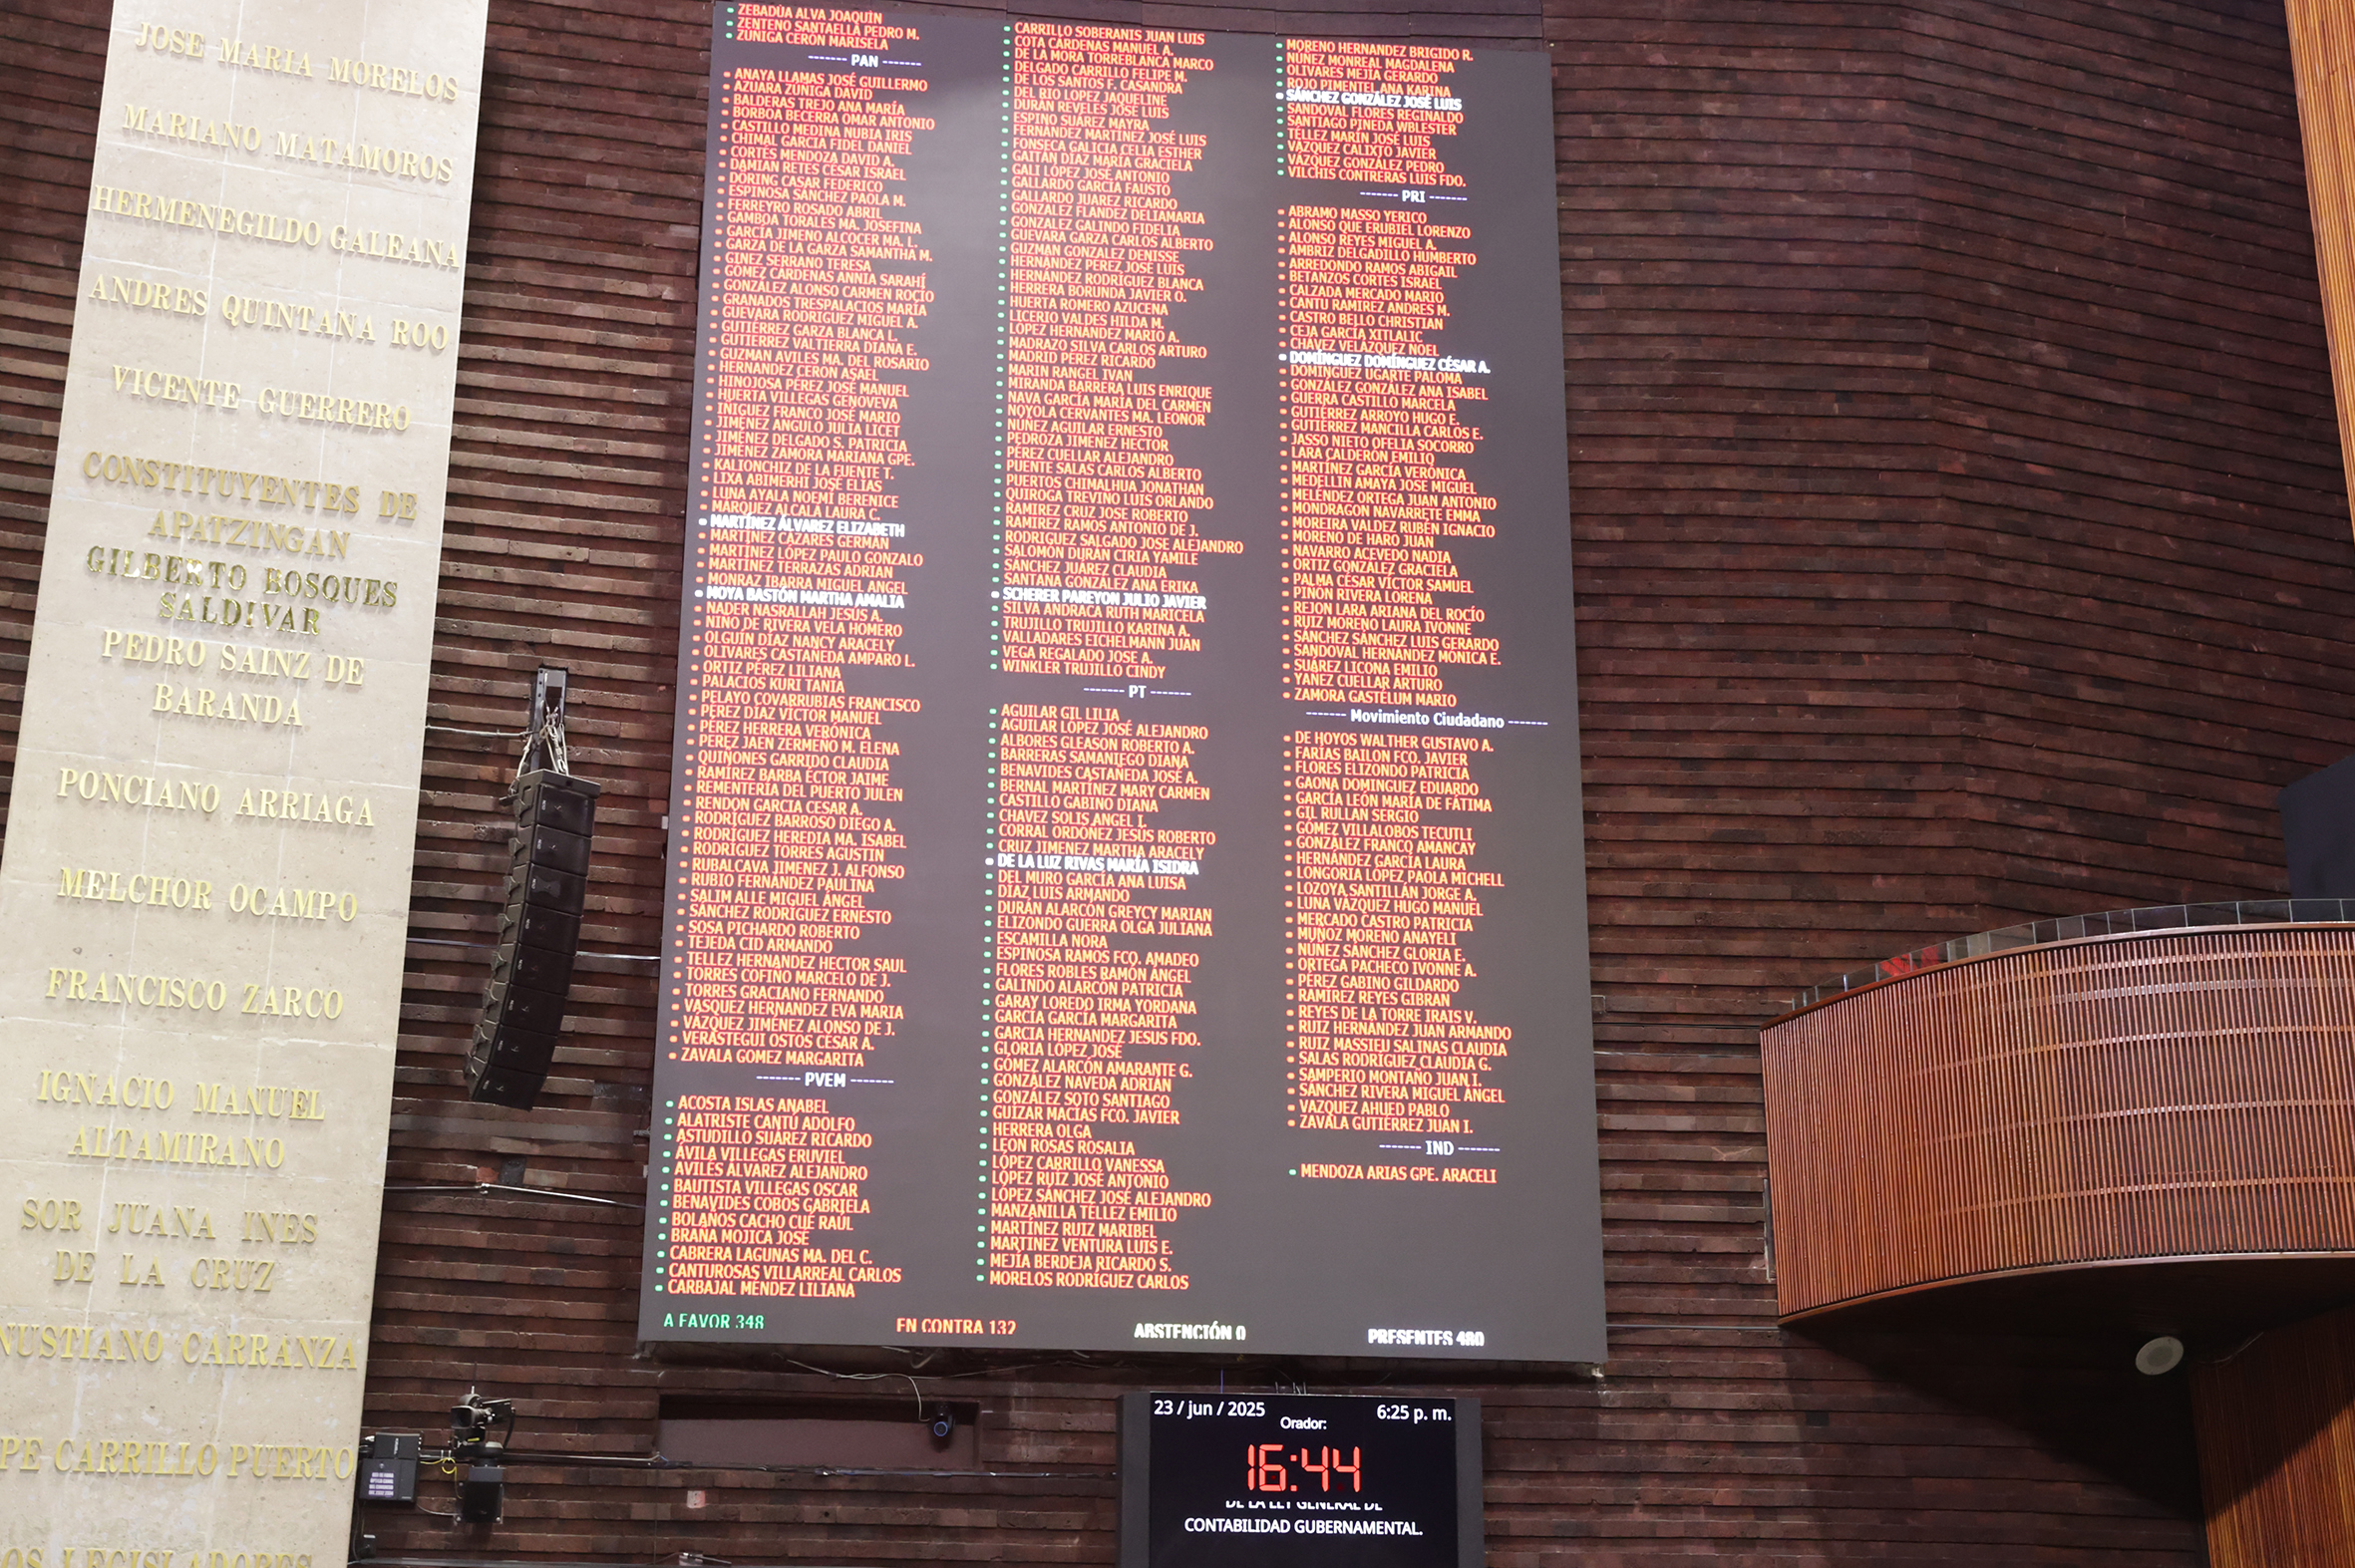 JOSE MARIA MORELOS
MARIANO MATAMOROS
HERMENEGILDO GALEANA
ANDRES QUINTANA ROO
VICENTE GUERRERO
CONSTITUYENTES DE
APATZINGAN
GILBERTO BOSQUES
SALDIVAR
PEDRO SAINZ DE
BARANDA
PONCIANO ARRIAGA
MELCHOR OCAMPO
FRANCISCO ZARCO
IGNACIO MANUEL
ALTAMIRANO
SOR JUANA INES
DE LA CRUZ
NUSTIANO CARRANZA
PE CARRILLO PUERTO
OS LEGISLADORES
ZEBADÚA ALVA JOAQUÍN
ZENTENO SANTAELLA PEDRO M.
ZÚÑIGA CERÓN MARISELA
------- PAN -------
ANAYA LLAMAS JOSÉ GUILLERMO
AZUARA ZÚÑIGA DAVID
BALDERAS TREJO ANA MARÍA
BORBOA BECERRA OMAR ANTONIO
CASTILLO MEDINA NUBIA IRIS
CHIMAL GARCÍA FIDEL DANIEL
CORTÉS MENDOZA DAVID A.
DAMIÁN RETES CÉSAR ISRAEL
DÖRING CASAR FEDERICO
ESPINOSA SÁNCHEZ PAOLA M.
FERREYRO ROSADO ABRIL
GAMBOA TORALES MA. JOSEFINA
GARCÍA JIMENO ALCOCER MA. L.
GARZA DE LA GARZA SAMANTHA M.
GINEZ SERRANO TERESA
GÓMEZ CÁRDENAS ANNIA SARAHÍ
GONZÁLEZ ALONSO CARMEN ROCÍO
GRANADOS TRESPALACIOS MARÍA
GUEVARA RODRÍGUEZ MIGUEL A.
GUTIÉRREZ GARZA BLANCA L.
GUTIÉRREZ VALTIERRA DIANA E.
GUZMÁN AVILÉS MA. DEL ROSARIO
HERNÁNDEZ CERÓN ASAEL
HINOJOSA PÉREZ JOSÉ MANUEL
HUERTA VILLEGAS GENOVEVA
ÍÑIGUEZ FRANCO JOSÉ MARIO
JIMÉNEZ ANGULO JULIA LICET
JIMÉNEZ DELGADO S. PATRICIA
JIMÉNEZ ZAMORA MARIANA GPE.
KALIONCHIZ DE LA FUENTE T.
LIXA ABIMERHI JOSÉ ELÍAS
LUNA AYALA NOEMÍ BERENICE
MÁRQUEZ ALCALÁ LAURA C.
MARTÍNEZ ÁLVAREZ ELIZABETH
MARTÍNEZ CÁZARES GERMÁN
MARTÍNEZ LÓPEZ PAULO GONZALO
MARTÍNEZ TERRAZAS ADRIAN
MONRAZ IBARRA MIGUEL ANGEL
MOYA BASTÓN MARTHA AMALIA
NADER NASRALLAH JESÚS A.
NIÑO DE RIVERA VELA HOMERO
OLGUÍN DÍAZ NANCY ARACELY
OLIVARES CASTAÑEDA AMPARO L.
ORTIZ PÉREZ LILIANA
PALACIOS KURI TANIA
PELAYO COVARRUBIAS FRANCISCO
PÉREZ DÍAZ VÍCTOR MANUEL
PÉREZ HERRERA VERÓNICA
PÉREZ JAÉN ZERMEÑO M. ELENA
QUIÑONES GARRIDO CLAUDIA
RAMÍREZ BARBA ÉCTOR JAIME
REMENTERÍA DEL PUERTO JULEN
RENDÓN GARCÍA CÉSAR A.
RODRÍGUEZ BARROSO DIEGO A.
RODRÍGUEZ HEREDIA MA. ISABEL
RODRÍGUEZ TORRES AGUSTÍN
RUBALCAVA JIMÉNEZ J. ALFONSO
RUBIO FERNÁNDEZ PAULINA
SALIM ALLE MIGUEL ÁNGEL
SÁNCHEZ RODRÍGUEZ ERNESTO
SOSA PICHARDO ROBERTO
TEJEDA CID ARMANDO
TÉLLEZ HERNÁNDEZ HÉCTOR SAÚL
TORRES COFIÑO MARCELO DE J.
TORRES GRACIANO FERNANDO
VÁSQUEZ HERNÁNDEZ EVA MARÍA
VÁZQUEZ JIMÉNEZ ALONSO DE J.
VERÁSTEGUI OSTOS CÉSAR A.
ZAVALA GÓMEZ MARGARITA
------- PVEM -------
ACOSTA ISLAS ANABEL
ALATRISTE CANTÚ ADOLFO
ASTUDILLO SUÁREZ RICARDO
ÁVILA VILLEGAS ERUVIEL
AVILÉS ÁLVAREZ ALEJANDRO
BAUTISTA VILLEGAS OSCAR
BENAVIDES COBOS GABRIELA
BOLAÑOS CACHO CUÉ RAÚL
BRAÑA MOJICA JOSÉ
CABRERA LAGUNAS MA. DEL C.
CANTUROSAS VILLARREAL CARLOS
CARBAJAL MÉNDEZ LILIANA
CARRILLO SOBERANIS JUAN LUIS
COTA CÁRDENAS MANUEL A.
DE LA MORA TORREBLANCA MARCO
DELGADO CARRILLO FELIPE M.
DE LOS SANTOS F. CASANDRA
DEL RÍO LÓPEZ JAQUELINE
DURÁN REVELES JOSÉ LUIS
ESPINO SUÁREZ MAYRA
FERNÁNDEZ MARTÍNEZ JOSÉ LUIS
FONSECA GALICIA CELIA ESTHER
GAITÁN DÍAZ MARÍA GRACIELA
GALI LÓPEZ JOSÉ ANTONIO
GALLARDO GARCÍA FAUSTO
GALLARDO JUÁREZ RICARDO
GONZÁLEZ FLANDEZ DELIAMARIA
GONZÁLEZ GALINDO FIDELIA
GUEVARA GARZA CARLOS ALBERTO
GUZMÁN GONZÁLEZ DENISSE
HERNÁNDEZ PÉREZ JOSÉ LUIS
HERNÁNDEZ RODRÍGUEZ BLANCA
HERRERA BORUNDA JAVIER O.
HUERTA ROMERO AZUCENA
LICERIO VALDÉS HILDA M.
LÓPEZ HERNÁNDEZ MARIO A.
MADRAZO SILVA CARLOS ARTURO
MADRID PÉREZ RICARDO
MARÍN RANGEL IVÁN
MIRANDA BARRERA LUIS ENRIQUE
NAVA GARCÍA MARÍA DEL CARMEN
NOYOLA CERVANTES MA. LEONOR
NÚÑEZ AGUILAR ERNESTO
PEDROZA JIMÉNEZ HÉCTOR
PÉREZ CUÉLLAR ALEJANDRO
PUENTE SALAS CARLOS ALBERTO
PUERTOS CHIMALHUA JONATHAN
QUIROGA TREVIÑO LUIS ORLANDO
RAMÍREZ CRUZ JOSÉ ROBERTO
RAMÍREZ RAMOS ANTONIO DE J.
RODRÍGUEZ SALGADO JOSÉ ALEJANDRO
SALOMÓN DURÁN CIRIA YAMILE
SÁNCHEZ JUÁREZ CLAUDIA
SANTANA GONZÁLEZ ANA ERIKA
SCHERER PAREYON JULIO JAVIER
SILVA ANDRACA RUTH MARICELA
TRUJILLO TRUJILLO KARINA A.
VALLADARES EICHELMANN JUAN
VEGA REGALADO JOSE A.
WINKLER TRUJILLO CINDY
------- PT -------
AGUILAR GIL LILIA
AGUILAR LÓPEZ JOSÉ ALEJANDRO
ALBORES GLEASON ROBERTO A.
BARRERAS SAMANIEGO DIANA
BENAVIDES CASTAÑEDA JOSÉ A.
BERNAL MARTÍNEZ MARY CARMEN
CASTILLO GABINO DIANA
CHÁVEZ SOLIS ANGEL I.
CORRAL ORDÓÑEZ JESÚS ROBERTO
CRUZ JIMÉNEZ MARTHA ARACELY
DE LA LUZ RIVAS MARÍA ISIDRA
DEL MURO GARCÍA ANA LUISA
DÍAZ LUIS ARMANDO
DURÁN ALARCÓN GREYCY MARIAN
ELIZONDO GUERRA OLGA JULIANA
ESCAMILLA NORA
ESPINOSA RAMOS FCO. AMADEO
FLORES ROBLES RAMÓN ÁNGEL
GALINDO ALARCÓN PATRICIA
GARAY LOREDO IRMA YORDANA
GARCÍA GARCÍA MARGARITA
GARCÍA HERNÁNDEZ JESÚS FDO.
GLORIA LÓPEZ JOSÉ
GÓMEZ ALARCÓN AMARANTE G.
GONZÁLEZ NAVEDA ADRIÁN
GONZÁLEZ SOTO SANTIAGO
GUÍZAR MACÍAS FCO. JAVIER
HERRERA OLGA
LEÓN ROSAS ROSALÍA
LÓPEZ CARRILLO VANESSA
LÓPEZ RUIZ JOSÉ ANTONIO
LÓPEZ SÁNCHEZ JOSÉ ALEJANDRO
MANZANILLA TÉLLEZ EMILIO
MARTÍNEZ RUIZ MARIBEL
MARTÍNEZ VENTURA LUIS E.
MEJÍA BERDEJA RICARDO S.
MORELOS RODRÍGUEZ CARLOS
MORENO HERNÁNDEZ BRIGIDO R.
NÚÑEZ MONREAL MAGDALENA
OLIVARES MEJÍA GERARDO
ROJO PIMENTEL ANA KARINA
SÁNCHEZ GONZÁLEZ JOSÉ LUIS
SANDOVAL FLORES REGINALDO
SANTIAGO PINEDA WBLESTER
TÉLLEZ MARÍN JOSÉ LUIS
VÁZQUEZ CALIXTO JAVIER
VÁZQUEZ GONZÁLEZ PEDRO
VILCHIS CONTRERAS LUIS FDO.
------- PRI -------
ABRAMO MASSO YERICO
ALONSO QUE ERUBIEL LORENZO
ALONSO REYES MIGUEL A.
AMBRIZ DELGADILLO HUMBERTO
ARREDONDO RAMOS ABIGAIL
BETANZOS CORTES ISRAEL
CALZADA MERCADO MARIO
CANTÚ RAMÍREZ ANDRÉS M.
CASTRO BELLO CHRISTIAN
CEJA GARCÍA XITLALIC
CHÁVEZ VELÁZQUEZ NOEL
DOMÍNGUEZ DOMÍNGUEZ CÉSAR A.
DOMÍNGUEZ UGARTE PALOMA
GONZÁLEZ GONZÁLEZ ANA ISABEL
GUERRA CASTILLO MARCELA
GUTIÉRREZ ARROYO HUGO E.
GUTIÉRREZ MANCILLA CARLOS E.
JASSO NIETO OFELIA SOCORRO
LARA CALDERÓN EMILIO
MARTÍNEZ GARCÍA VERÓNICA
MEDELLÍN AMAYA JOSÉ MIGUEL
MELÉNDEZ ORTEGA JUAN ANTONIO
MONDRAGÓN NAVARRETE EMMA
MOREIRA VALDEZ RUBÉN IGNACIO
MORENO DE HARO JUAN
NAVARRO ACEVEDO NADIA
ORTIZ GONZÁLEZ GRACIELA
PALMA CÉSAR VÍCTOR SAMUEL
PIÑÓN RIVERA LORENA
REJÓN LARA ARIANA DEL ROCÍO
RUIZ MORENO LAURA IVONNE
SÁNCHEZ SÁNCHEZ LUIS GERARDO
SANDOVAL HERNÁNDEZ MÓNICA E.
SUÁREZ LICONA EMILIO
YÁÑEZ CUÉLLAR ARTURO
ZAMORA GASTÉLUM MARIO
------- Movimiento Ciudadano -------
DE HOYOS WALTHER GUSTAVO A.
FARÍAS BAILÓN FCO. JAVIER
FLORES ELIZONDO PATRICIA
GAONA DOMÍNGUEZ EDUARDO
GARCÍA LEÓN MARÍA DE FÁTIMA
GIL RULLÁN SERGIO
GÓMEZ VILLALOBOS TECUTLI
GONZÁLEZ FRANCO AMANCAY
HERNÁNDEZ GARCÍA LAURA
LONGORIA LÓPEZ PAOLA MICHELL
LOZOYA SANTILLÁN JORGE A.
LUNA VÁZQUEZ HUGO MANUEL
MERCADO CASTRO PATRICIA
MUÑOZ MORENO ANAYELI
NÚÑEZ SÁNCHEZ GLORIA E.
ORTEGA PACHECO IVONNE A.
PÉREZ GABINO GILDARDO
RAMÍREZ REYES GIBRAN
REYES DE LA TORRE IRAIS V.
RUIZ HERNÁNDEZ JUAN ARMANDO
RUIZ MASSIEU SALINAS CLAUDIA
SALAS RODRÍGUEZ CLAUDIA G.
SAMPERIO MONTAÑO JUAN I.
SÁNCHEZ RIVERA MIGUEL ÁNGEL
VÁZQUEZ AHUED PABLO
ZAVALA GUTIÉRREZ JUAN I.
------- IND -------
MENDOZA ARIAS GPE. ARACELI
A FAVOR 348
EN CONTRA 132
ABSTENCIÓN 0
PRESENTES 480
23 / jun / 2025
6:25 p. m.
Orador:
16:44
DE LA LEY GENERAL DE
CONTABILIDAD GUBERNAMENTAL.